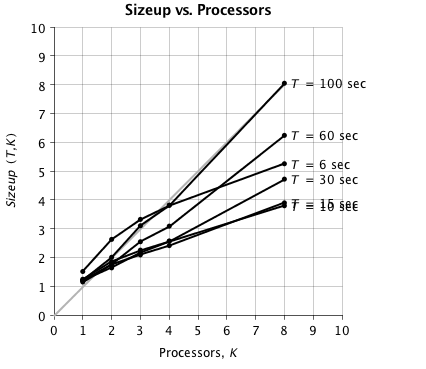 Sizeup vs. Processors
10
9
8
7
6
5
4
3
2
1
0
Sizeup (T,K)
T = 100 sec
T = 60 sec
T = 6 sec
T = 30 sec
T = 15 sec
T = 10 sec
0 1 2 3 4 5 6 7 8 9 10
Processors, K